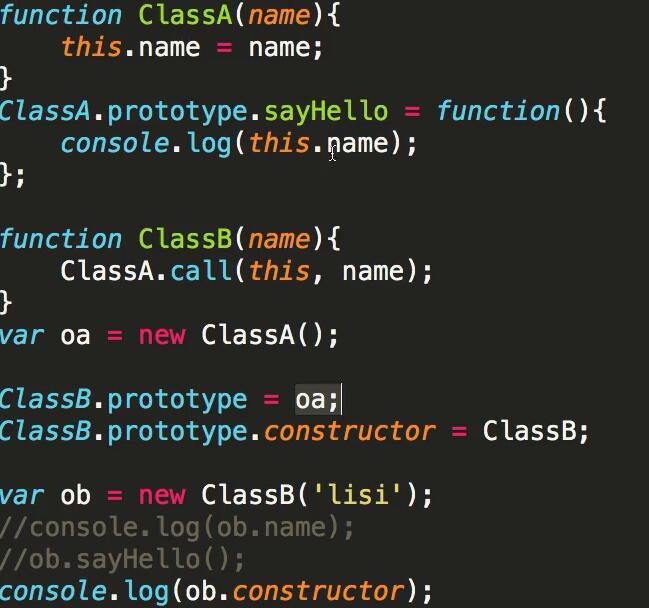 function ClassA(name){
    this.name = name;
}
ClassA.prototype.sayHello = function(){
    console.log(this.name);
};
function ClassB(name){
    ClassA.call(this, name);
}
var oa = new ClassA();
ClassB.prototype = oa;
ClassB.prototype.constructor = ClassB;
var ob = new ClassB('lisi');
//console.log(ob.name);
//ob.sayHello();
console.log(ob.constructor);